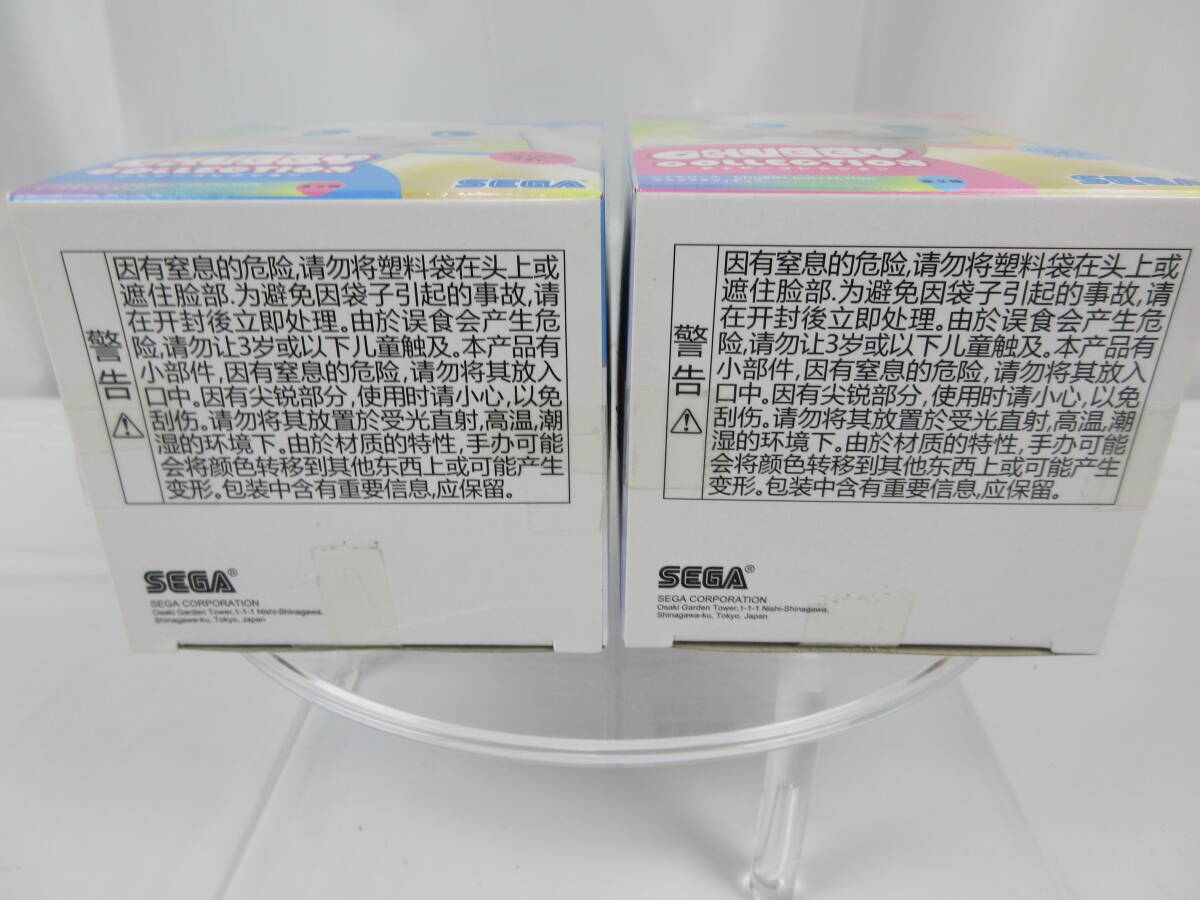 COLLECTION
SEGA
警告
因有窒息的危险,请勿将塑料袋在头上或
遮住脸部.为避免因袋子引起的事故,请
在开封後立即处理。由於误食会产生危
险,请勿让3岁或以下儿童触及。本产品有
小部件,因有窒息的危险,请勿将其放入
口中。因有尖锐部分,使用时请小心,以免
刮伤。请勿将其放置於受光直射,高温,潮
湿的环境下。由於材质的特性,手办可能
会将颜色转移到其他东西上或可能产生
变形。包装中含有重要信息,应保留。
SEGA®
SEGA CORPORATION
Osaki Garden Tower,1-1-1 Nishi-Shinagawa,
Shinagawa-ku, Tokyo, Japan
COLLECTION
SEGA
警告
因有窒息的危险,请勿将塑料袋在头上或
遮住脸部.为避免因袋子引起的事故,请
在开封後立即处理。由於误食会产生危
险,请勿让3岁或以下儿童触及。本产品有
小部件,因有窒息的危险,请勿将其放入
口中。因有尖锐部分,使用时请小心,以免
刮伤。请勿将其放置於受光直射,高温,潮
湿的环境下。由於材质的特性,手办可能
会将颜色转移到其他东西上或可能产生
变形。包装中含有重要信息,应保留。
SEGA®
SEGA CORPORATION
Osaki Garden Tower,1-1-1 Nishi-Shinagawa,
Shinagawa-ku, Tokyo, Japan